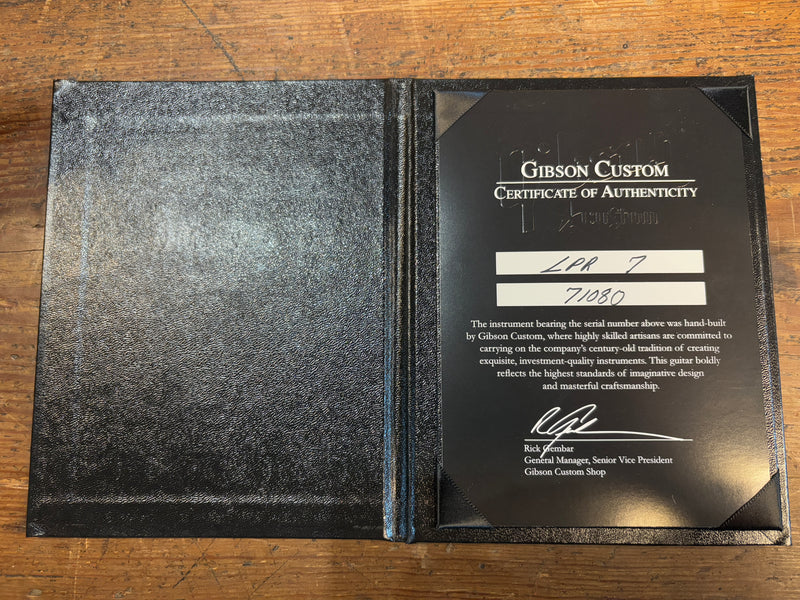 GIBSON CUSTOM
CERTIFICATE OF AUTHENTICITY
LPR 7
71080
The instrument bearing the serial number above was hand-built
by Gibson Custom, where highly skilled artisans are committed to
carrying on the company's century-old tradition of creating
exquisite, investment-quality instruments. This guitar boldly
reflects the highest standards of imaginative design
and masterful craftsmanship.
Rick Gembar
General Manager, Senior Vice President
Gibson Custom Shop